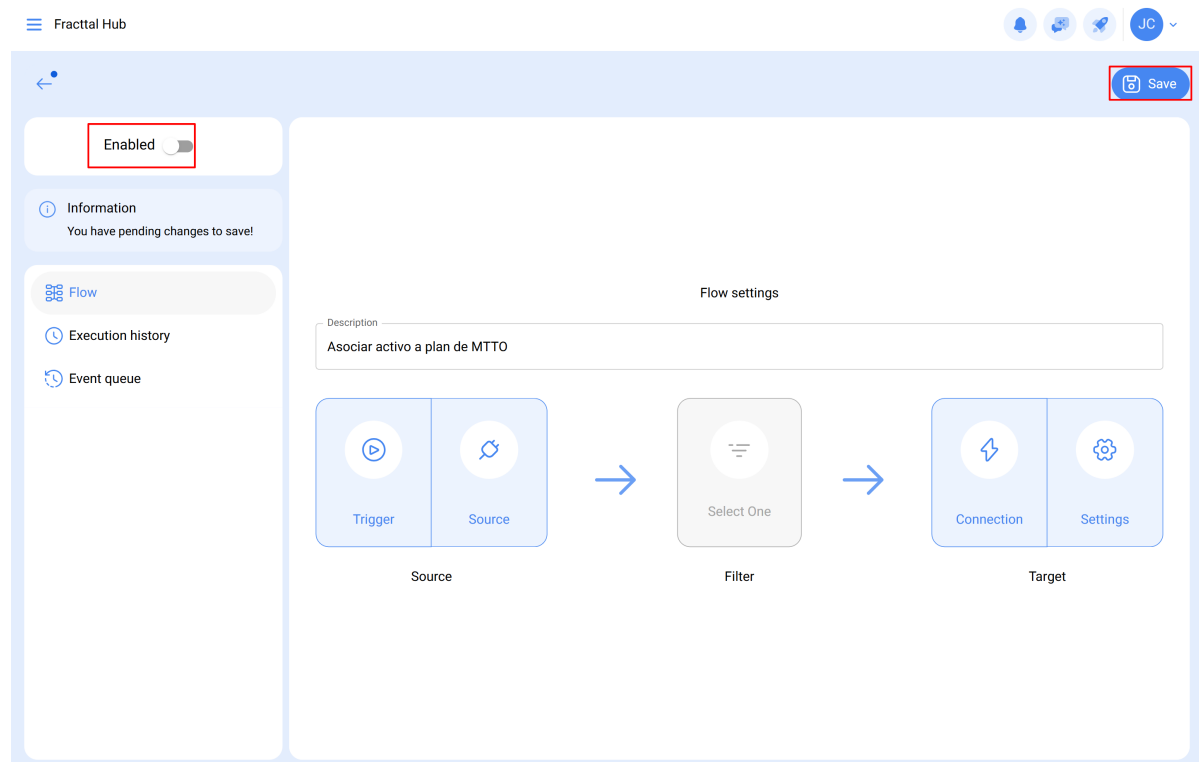 Fracttal Hub
JC
Save
Enabled
Information
You have pending changes to save!
Flow
Execution history
Event queue
Flow settings
Description
Asociar activo a plan de MTTO
Trigger
Source
Select One
Connection
Settings
Source
Filter
Target